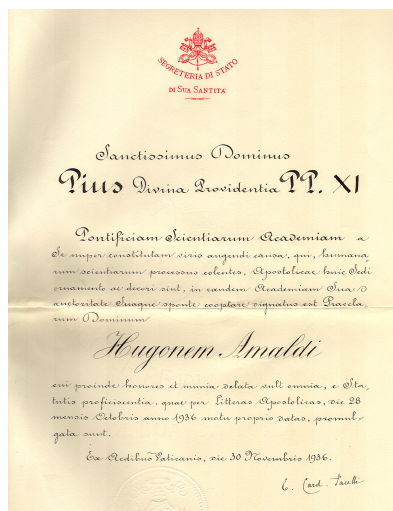 SEGRETERIA DI STATO
DI SUA SANTITÀ
Sanctissimus Dominus
Pius Divina Providentia PP. XI
Pontificiam Scientiarum Academiam a
Se nuper constitutam viris augendi causa, qui, humana,
rum scientiarum processus colentes, Apostolicae huic Sedi
ornamento ac decori sint, in eandem Academiam Sua
auctoritate Suaque sponte cooptare dignatus est Praecla,
rum Dominum
Hugonem Amaldi
cui proinde honores et munia delata vult omnia, e Sta,
tutis proficiscentia, quae per Litteras Apostolicas, die 28
mensis Octobris anno 1936 motu proprio datas, promul,
gata sunt.
Ex Aedibus Vaticanis, die 30 Novembris 1936.
E. Card. Pacelli